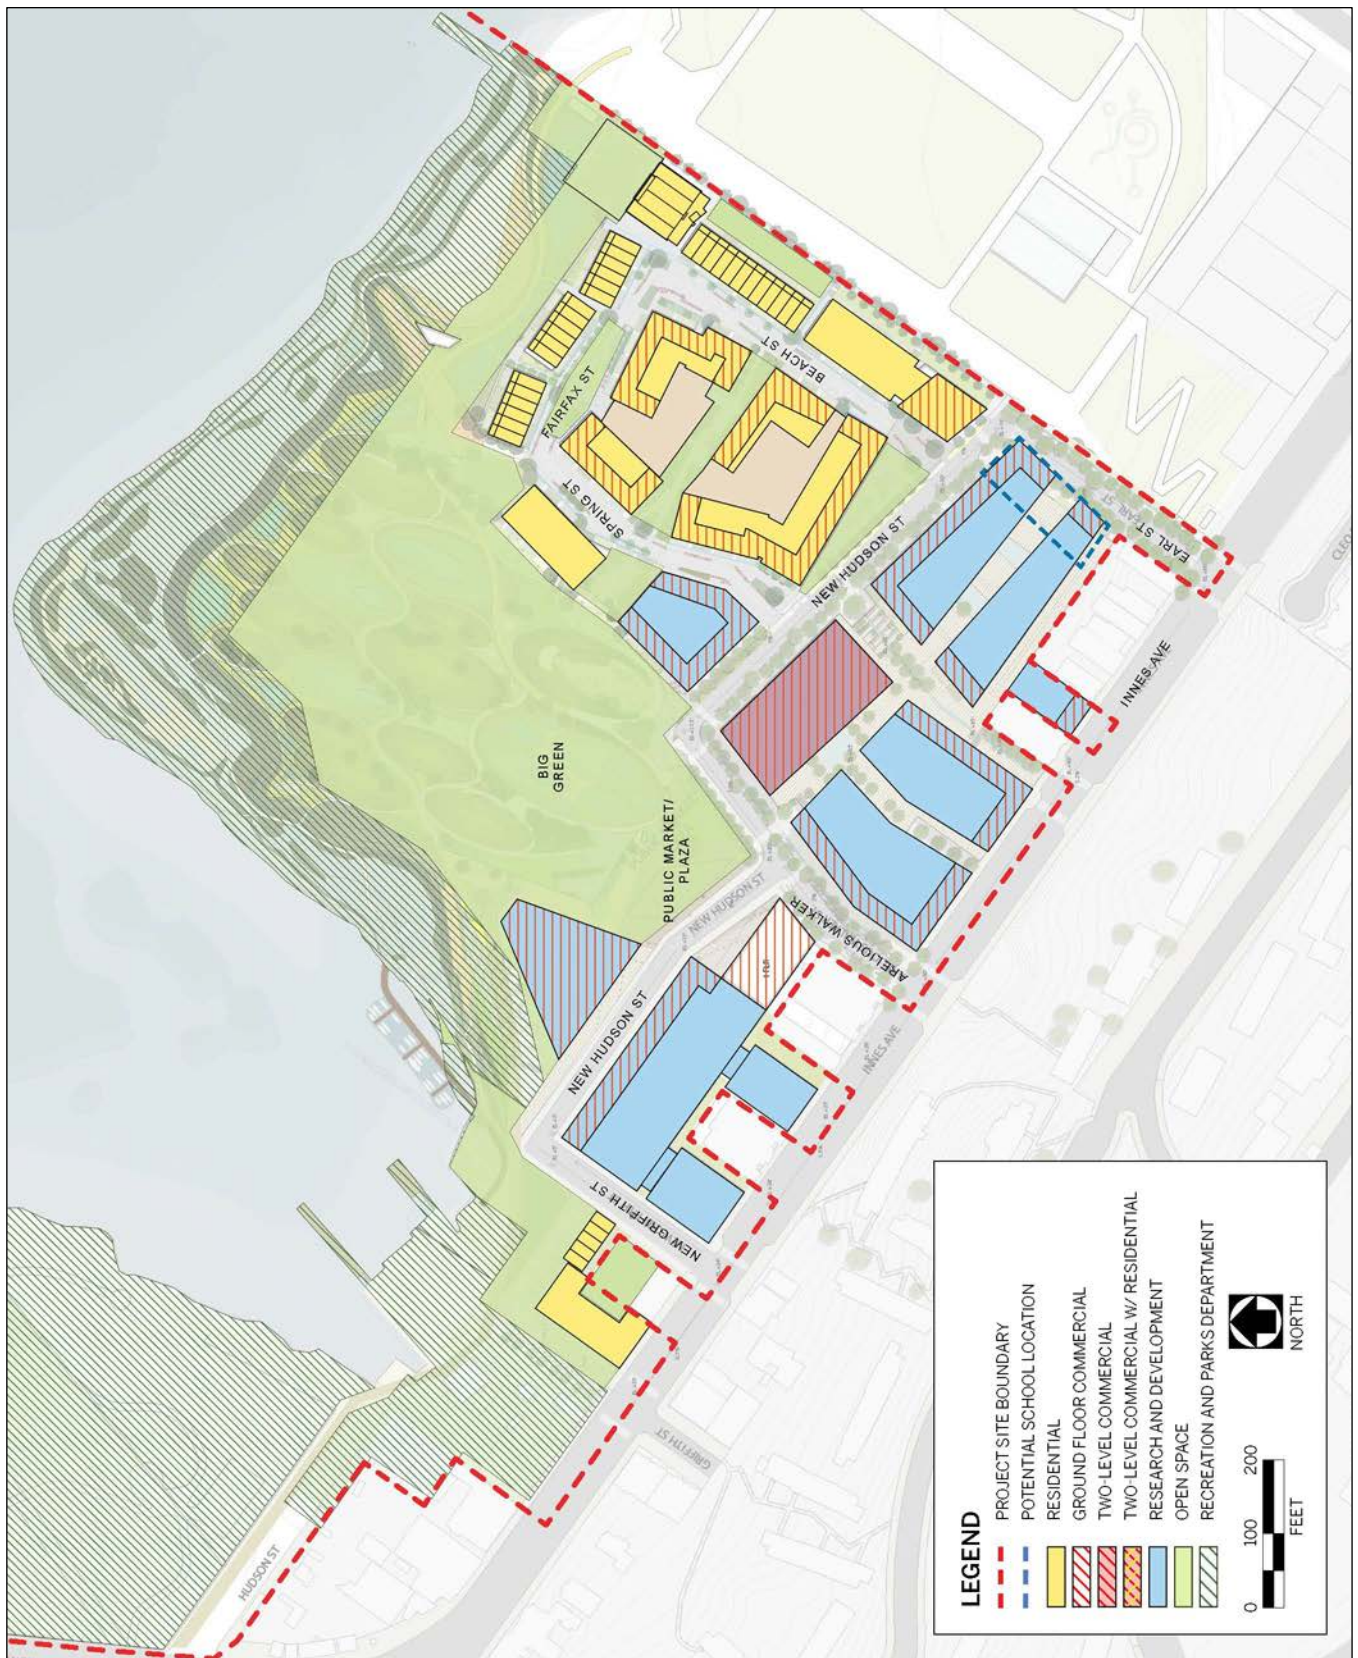 BIG
GREEN
PUBLIC MARKET/
PLAZA
FAIRFAX ST
SPRING ST
BEACH ST
NEW HUDSON ST
NEW HUDSON ST
NEW HUDSON ST
EARL ST
EARL ST
ARELIOUS WALKER
INNES AVE
INNES AVE
NEW GRIFFITH ST
GRIFFITH ST
HUDSON ST
LEGEND
PROJECT SITE BOUNDARY
POTENTIAL SCHOOL LOCATION
RESIDENTIAL
GROUND FLOOR COMMERCIAL
TWO-LEVEL COMMERCIAL
TWO-LEVEL COMMERCIAL W/ RESIDENTIAL
RESEARCH AND DEVELOPMENT
OPEN SPACE
RECREATION AND PARKS DEPARTMENT
0 100 200
FEET
NORTH